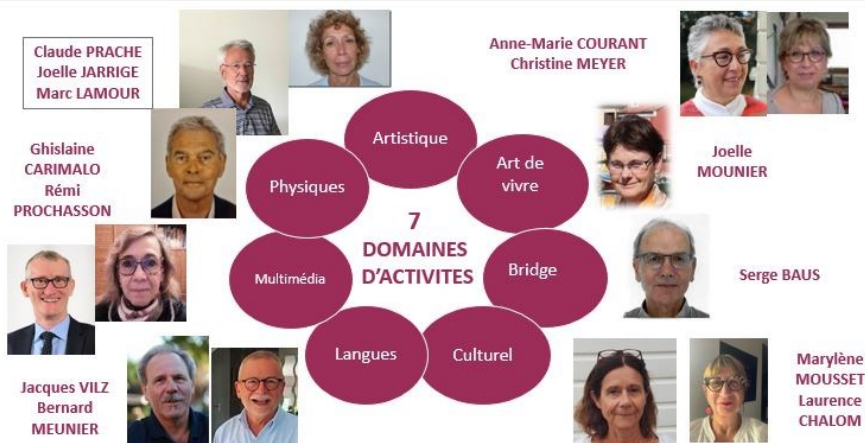 Claude PRACHE
Joelle JARRIGE
Marc LAMOUR
Anne-Marie COURANT
Christine MEYER
Ghislaine
CARIMALO
Rémi
PROCHASSON
Joelle
MOUNIER
Artistique
Art de
vivre
Physiques
7
DOMAINES
D'ACTIVITES
Multimédia
Bridge
Serge BAUS
Langues
Culturel
Jacques VILZ
Bernard
MEUNIER
Marylène
MOUSSET
Laurence
CHALOM